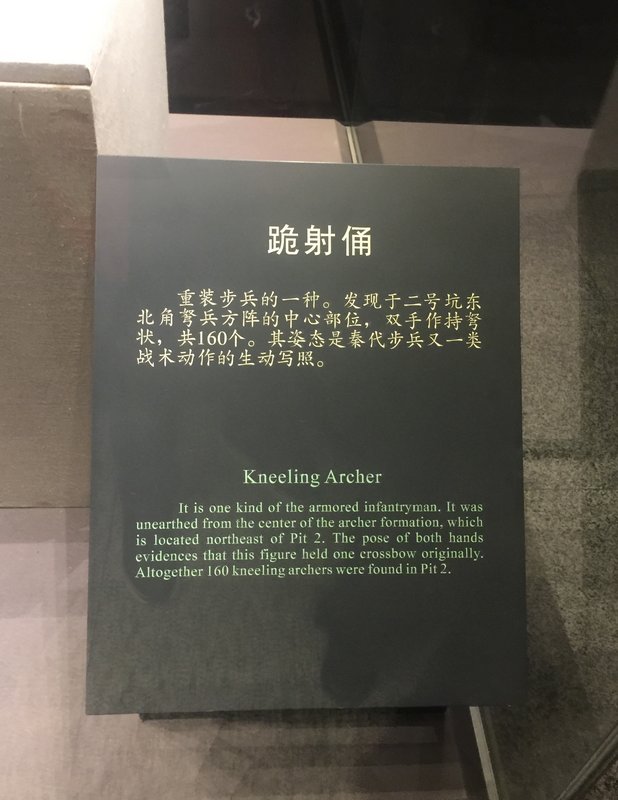 跪射俑
重装步兵的一种。发现于二号坑东
北角弩兵方阵的中心部位，双手作持弩
状，共160个。其姿态是秦代步兵又一类
战术动作的生动写照。
Kneeling Archer
It is one kind of the armored infantryman. It was
unearthed from the center of the archer formation, which
is located northeast of Pit 2. The pose of both hands
evidences that this figure held one crossbow originally.
Altogether 160 kneeling archers were found in Pit 2.